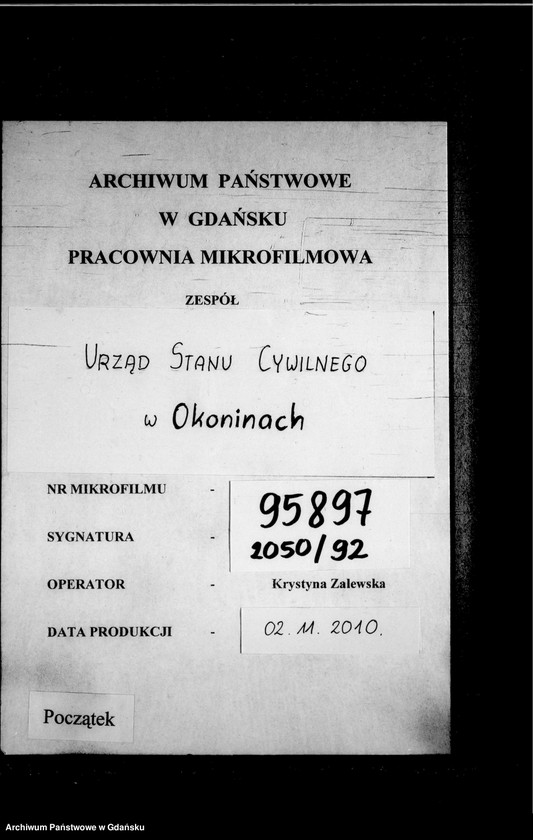 ARCHIWUM PAŃSTWOWE
W GDAŃSKU
PRACOWNIA MIKROFILMOWA
ZESPÓŁ
URZĄD STANU CYWILNEGO
w Okoninach
NR MIKROFILMU - 95897
SYGNATURA - 2050/92
OPERATOR - Krystyna Zalewska
DATA PRODUKCJI - 02.11.2010.
Początek
Archiwum Państwowe w Gdańsku